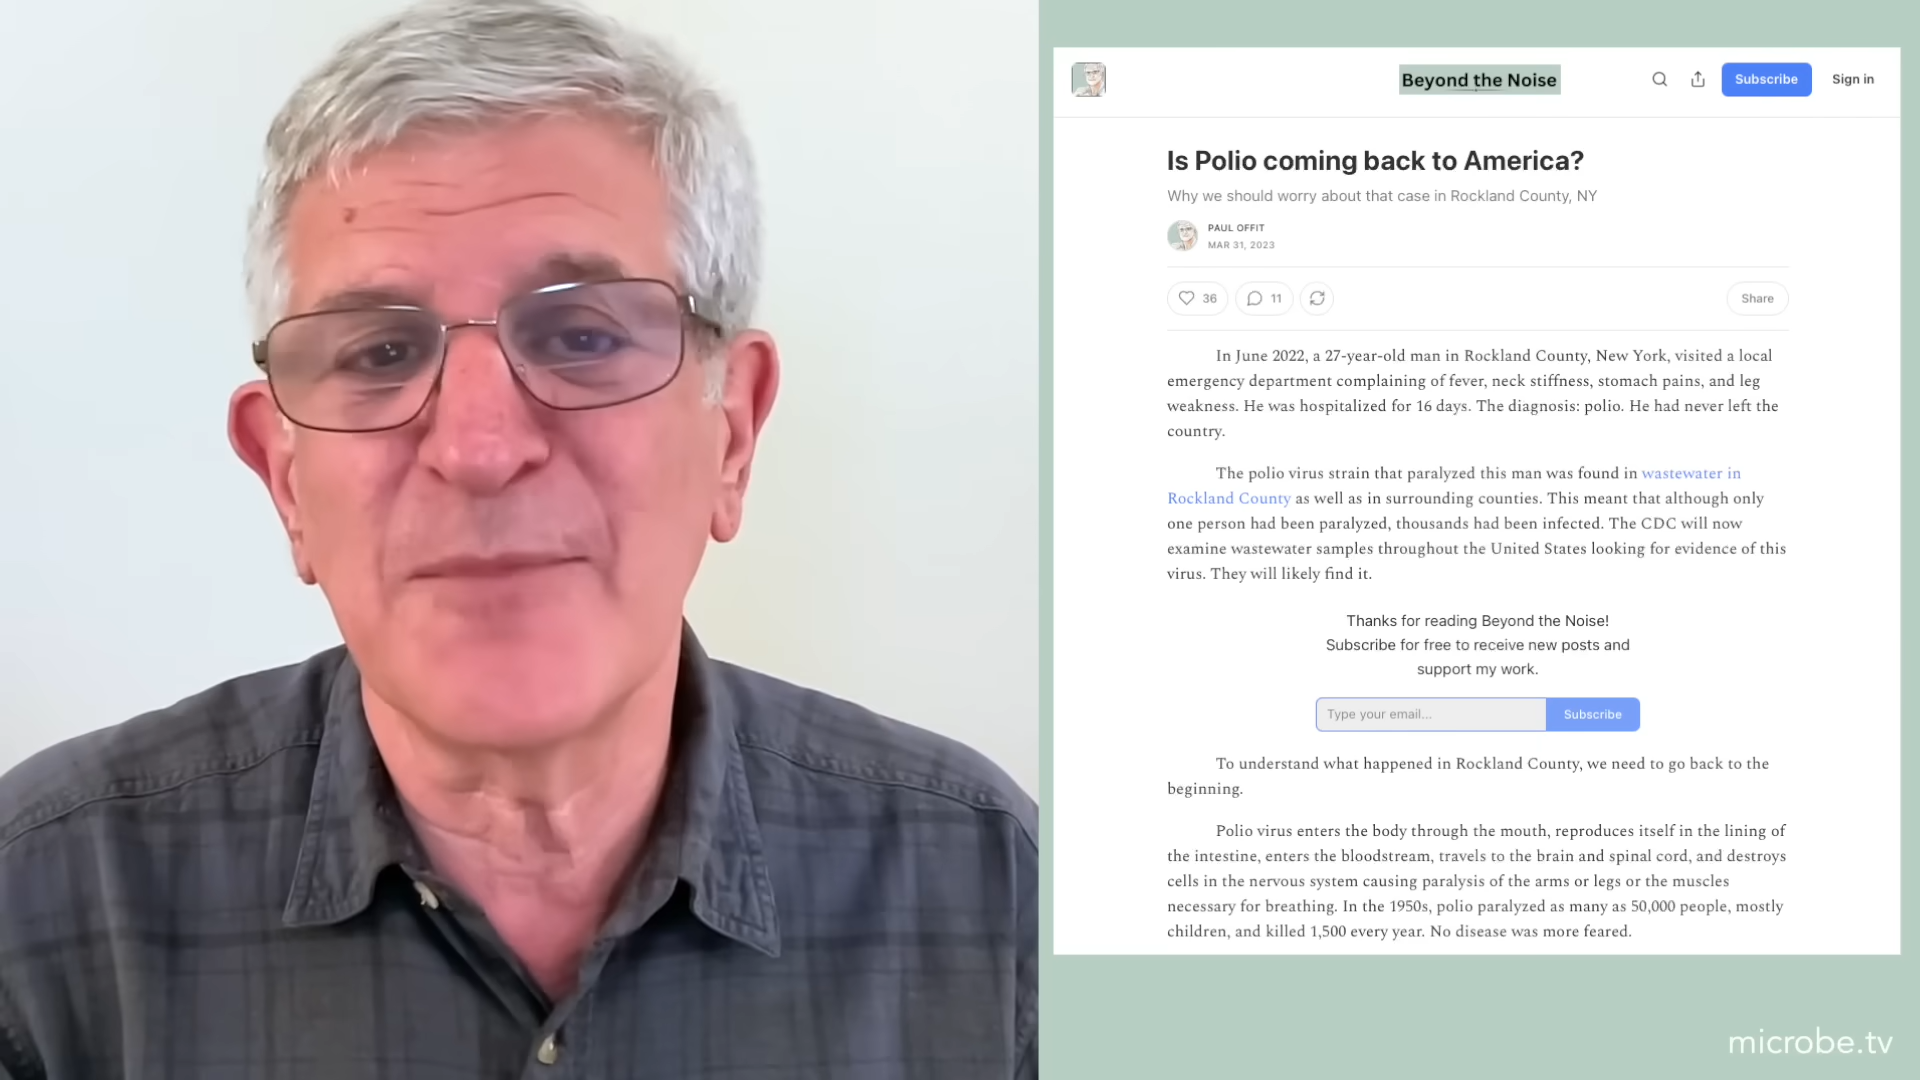 Beyond the Noise
Subscribe
Sign in
Is Polio coming back to America?
Why we should worry about that case in Rockland County, NY
PAUL OFFIT
MAR 31, 2023
36
11
Share
In June 2022, a 27-year-old man in Rockland County, New York, visited a local
emergency department complaining of fever, neck stiffness, stomach pains, and leg
weakness. He was hospitalized for 16 days. The diagnosis: polio. He had never left the
country.
The polio virus strain that paralyzed this man was found in wastewater in
Rockland County as well as in surrounding counties. This meant that although only
one person had been paralyzed, thousands had been infected. The CDC will now
examine wastewater samples throughout the United States looking for evidence of this
virus. They will likely find it.
Thanks for reading Beyond the Noise!
Subscribe for free to receive new posts and
support my work.
Type your email...
Subscribe
To understand what happened in Rockland County, we need to go back to the
beginning.
Polio virus enters the body through the mouth, reproduces itself in the lining of
the intestine, enters the bloodstream, travels to the brain and spinal cord, and destroys
cells in the nervous system causing paralysis of the arms or legs or the muscles
necessary for breathing. In the 1950s, polio paralyzed as many as 50,000 people, mostly
children, and killed 1,500 every year. No disease was more feared.
microbe.tv